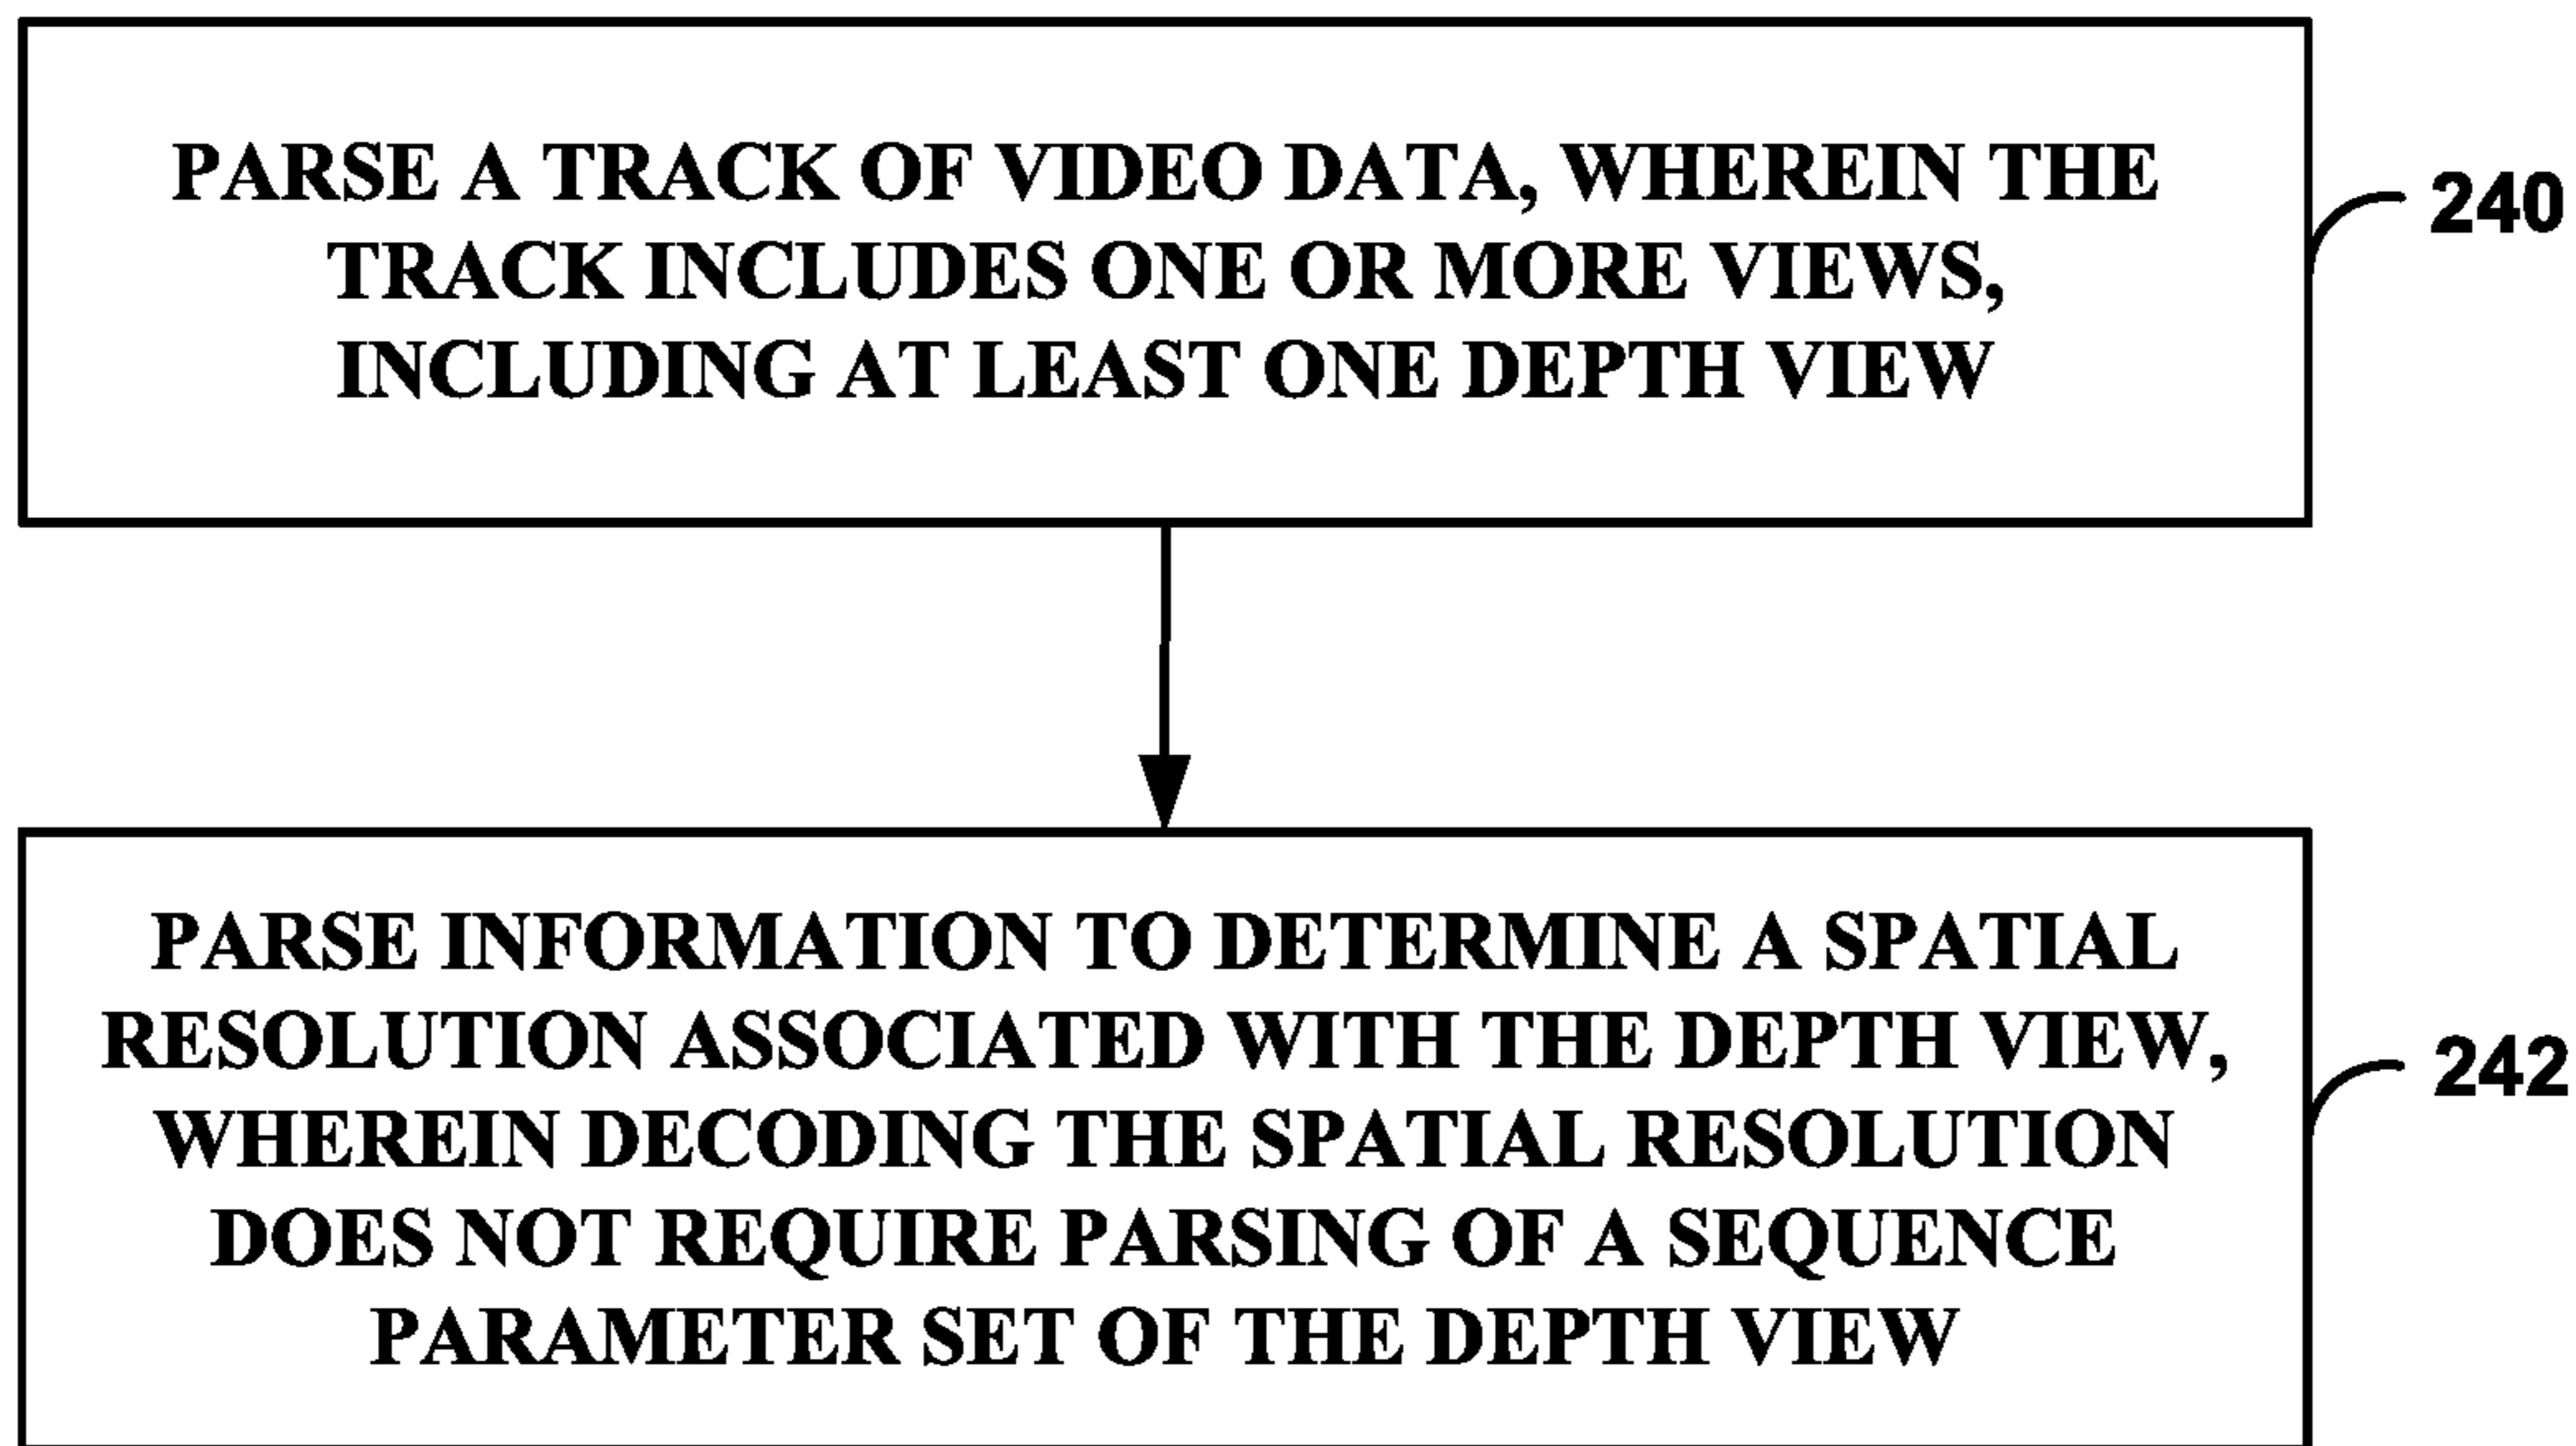 PARSE A TRACK OF VIDEO DATA, WHEREIN THE
TRACK INCLUDES ONE OR MORE VIEWS,
INCLUDING AT LEAST ONE DEPTH VIEW
240
PARSE INFORMATION TO DETERMINE A SPATIAL
RESOLUTION ASSOCIATED WITH THE DEPTH VIEW,
WHEREIN DECODING THE SPATIAL RESOLUTION
DOES NOT REQUIRE PARSING OF A SEQUENCE
PARAMETER SET OF THE DEPTH VIEW
242